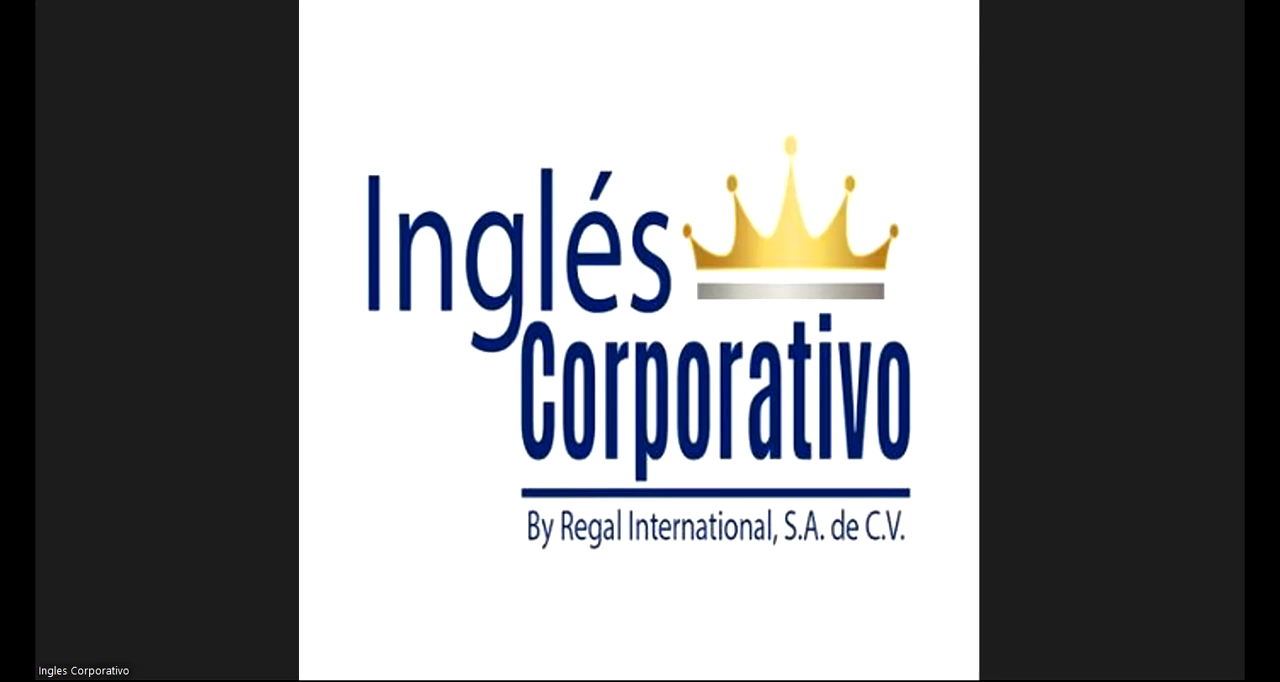 Inglés
Corporativo
By Regal International, S.A. de C.V.
Ingles Corporativo